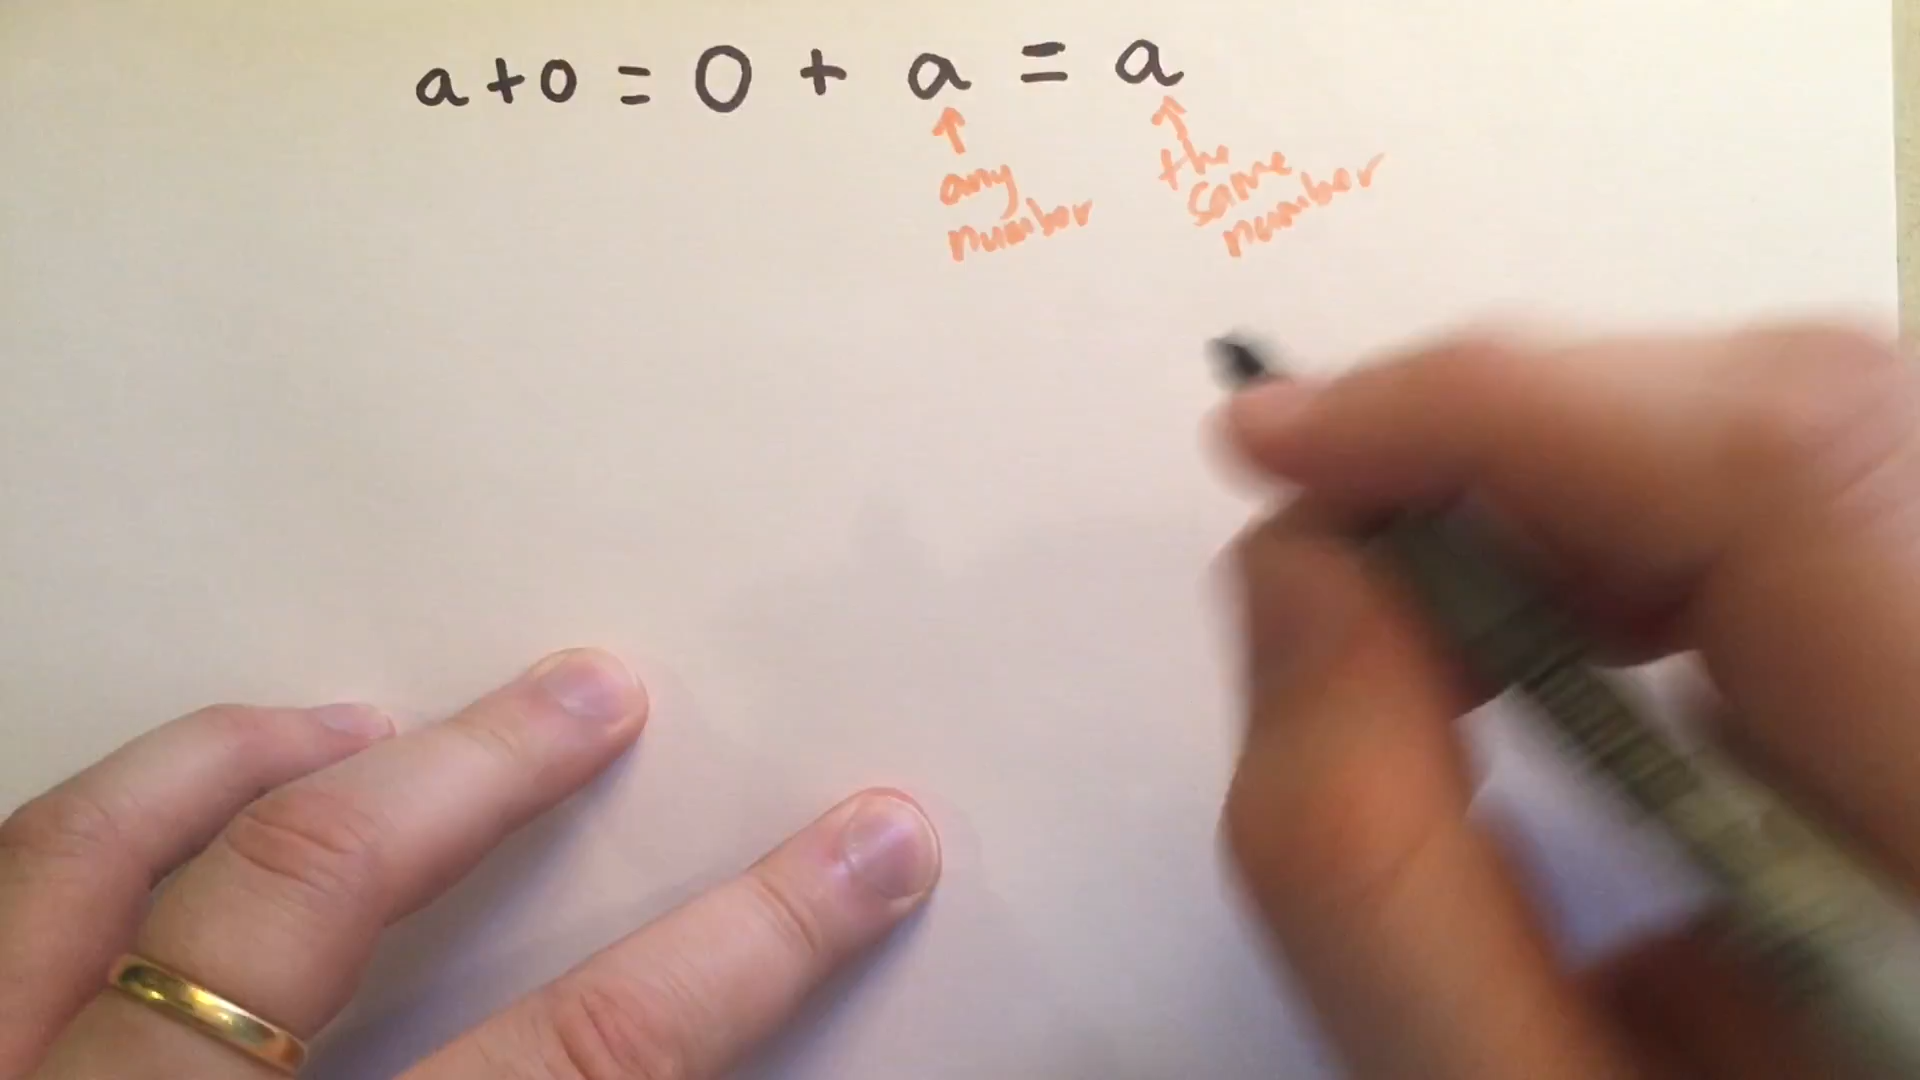 a + 0 = 0 + a = a
any
number
the
same
number